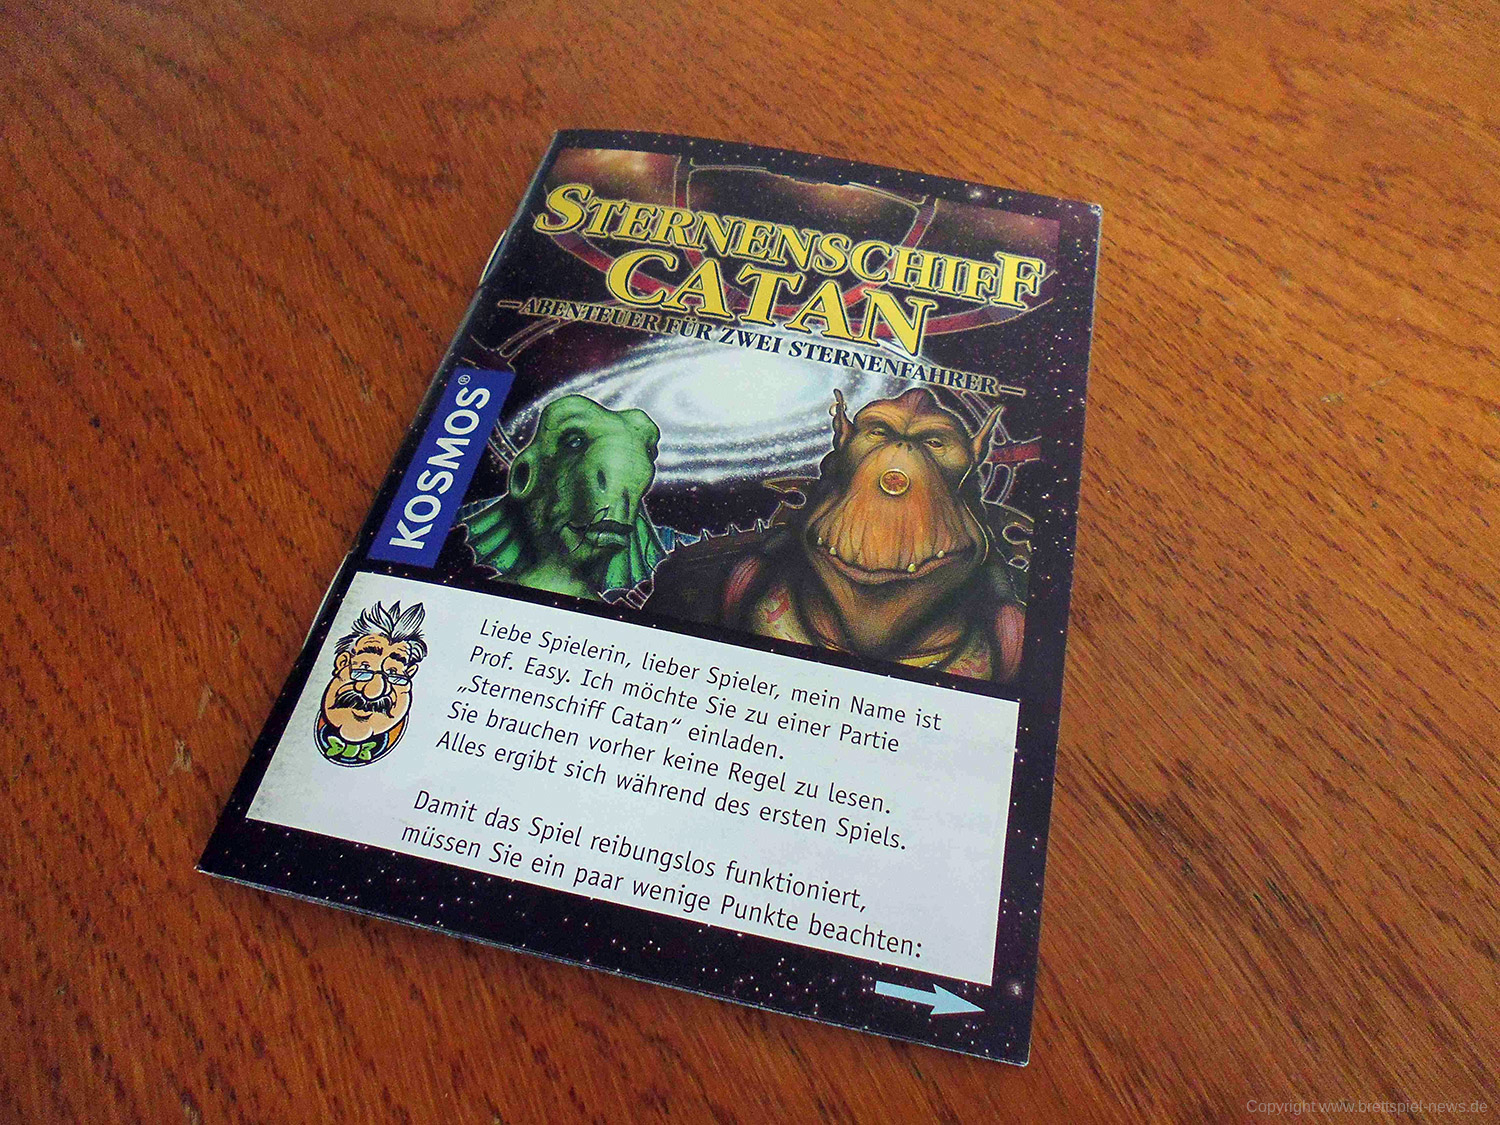 STERNENSCHIFF
CATAN
—ABENTEUER FÜR ZWEI STERNENFAHRER—
KOSMOS®
Liebe Spielerin, lieber Spieler, mein Name ist
Prof. Easy. Ich möchte Sie zu einer Partie
„Sternenschiff Catan“ einladen.
Sie brauchen vorher keine Regel zu lesen.
Alles ergibt sich während des ersten Spiels.
Damit das Spiel reibungslos funktioniert,
müssen Sie ein paar wenige Punkte beachten:
Copyright www.brettspiel-news.de